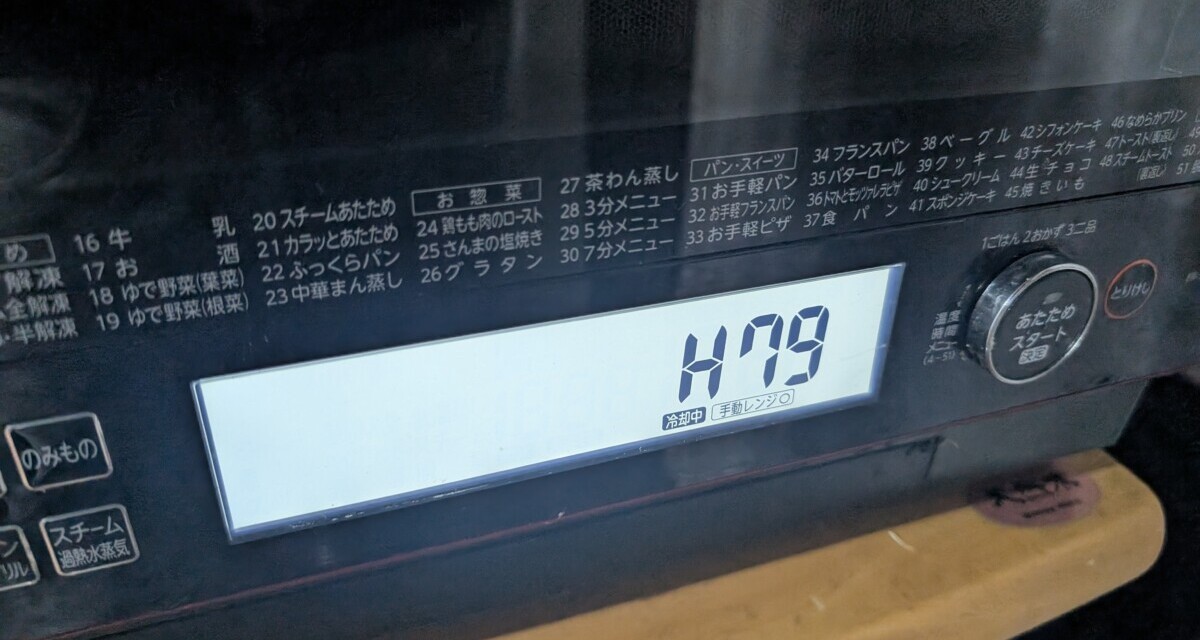 め
解凍
全解凍
半解凍
16 牛 乳
17 お 酒
18 ゆで野菜(葉菜)
19 ゆで野菜(根菜)
20 スチームあたため
21 カラッとあたため
22 ふっくらパン
23 中華まん蒸し
お 惣 菜
24 鶏もも肉のロースト
25 さんまの塩焼き
26 グ ラ タ ン
27 茶わん蒸し
28 3分メニュー
29 5分メニュー
30 7分メニュー
パン・スイーツ
31 お手軽パン
32 お手軽フランスパン
33 お手軽ピザ
34 フランスパン
35 バターロール
36 トマトとモッツァレラピザ
37 食 パ ン
38 ベ ー グ ル
39 ク ッ キ ー
40 シュークリーム
41 スポンジケーキ
42 シフォンケーキ
43 チーズケーキ
44 生 チ ョ コ
45 焼 き い も
46 なめらかプリン
47 トースト(裏返し)
48 スチームトースト
(裏返し)
50
51
H79
冷却中 手動レンジ
1ごはん 2おかず 3二品
温度
時間
メニュー
(4~51)
あたため
スタート
決定
とりけし
のみもの
スチーム
過熱水蒸気
ン
リル